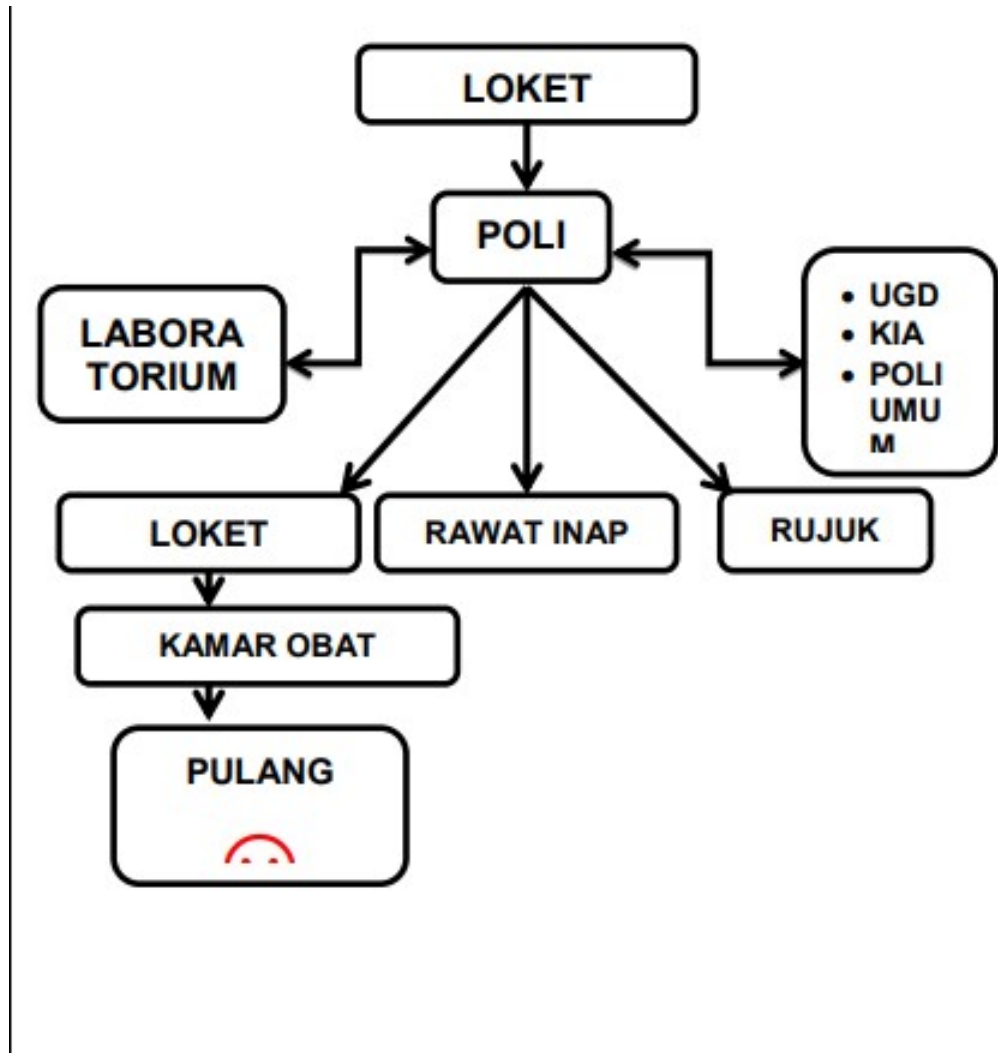 LOKET
POLI
LABORA
TORIUM
• UGD
• KIA
• POLI
UMU
M
LOKET
RAWAT INAP
RUJUK
KAMAR OBAT
PULANG